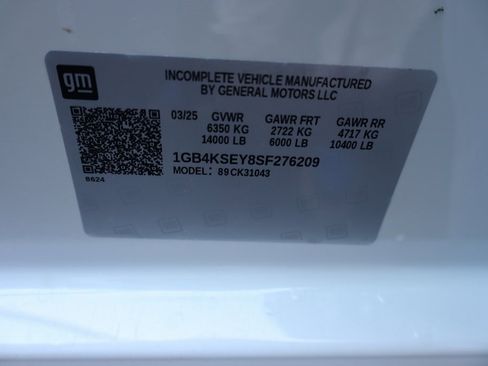 gm
INCOMPLETE VEHICLE MANUFACTURED
BY GENERAL MOTORS LLC
03/25 GVWR GAWR FRT GAWR RR
6350 KG 2722 KG 4717 KG
14000 LB 6000 LB 10400 LB
1GB4KSEY8SF276209
MODEL: 89CK31043
8624